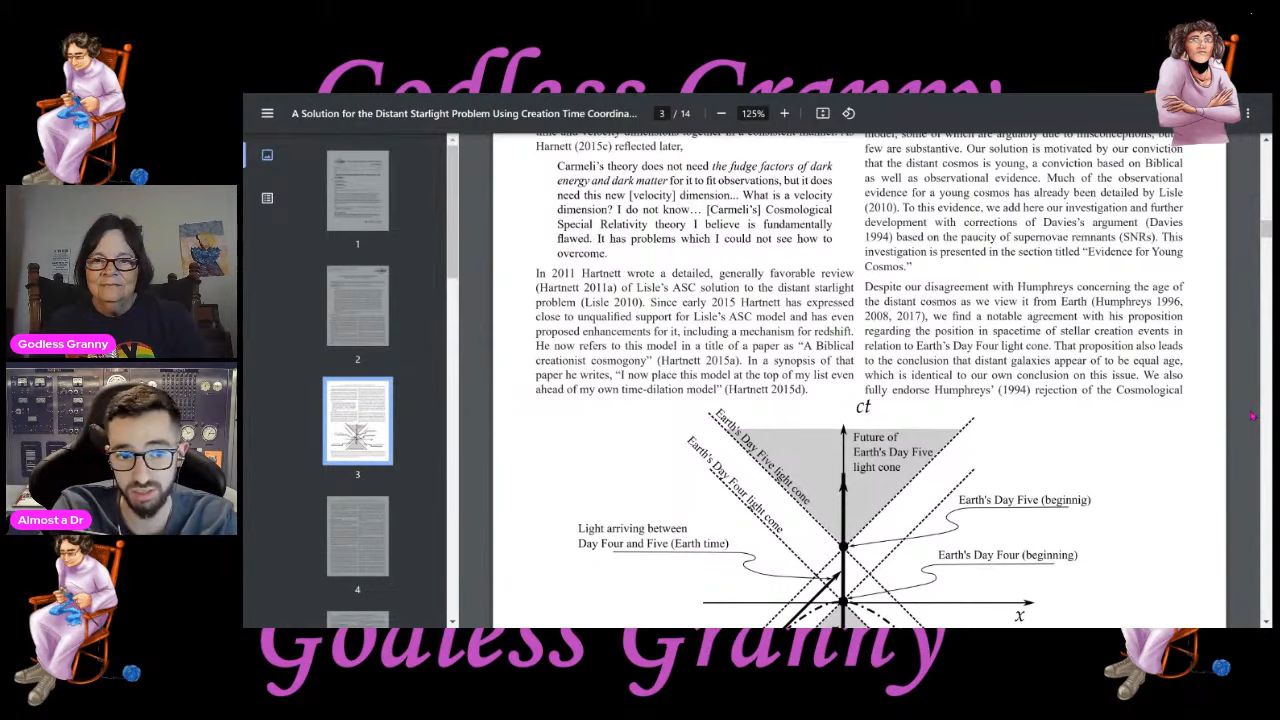 Godless Granny
A Solution for the Distant Starlight Problem Using Creation Time Coordina...
3 / 14
125%
1
2
3
4
Harnett (2015c) reflected later,
Carmeli's theory does not need the fudge factors of dark
energy and dark matter for it to fit observations, but it does
need this new [velocity] dimension... What is a velocity
dimension? I do not know… [Carmeli's] Cosmological
Special Relativity theory I believe is fundamentally
flawed. It has problems which I could not see how to
overcome.
In 2011 Hartnett wrote a detailed, generally favorable review
(Hartnett 2011a) of Lisle's ASC solution to the distant starlight
problem (Lisle 2010). Since early 2015 Hartnett has expressed
close to unqualified support for Lisle's ASC model and has even
proposed enhancements for it, including a mechanism for redshift.
He now refers to this model in a title of a paper as “A Biblical
creationist cosmogony” (Hartnett 2015a). In a synopsis of that
paper he writes, “I now place this model at the top of my list even
ahead of my own time-dilation model” (Hartnett 2015d).
model, some of which are arguably due to misconceptions, but
few are substantive. Our solution is motivated by our conviction
that the distant cosmos is young, a conviction based on Biblical
as well as observational evidence. Much of the observational
evidence for a young cosmos has already been detailed by Lisle
(2010). To this evidence, we add here our investigation and further
development with corrections of Davies's argument (Davies
1994) based on the paucity of supernovae remnants (SNRs). This
investigation is presented in the section titled “Evidence for Young
Cosmos.”
Despite our disagreement with Humphreys concerning the age of
the distant cosmos as we view it from Earth (Humphreys 1996,
2008, 2017), we find a notable agreement with his proposition
regarding the position in spacetime of stellar creation events in
relation to Earth's Day Four light cone. That proposition also leads
to the conclusion that distant galaxies appear of to be equal age,
which is identical to our own conclusion on this issue. We also
fully endorse Humphreys’ (1994) rejection of the Cosmological
ct
Earth's Day Five light cone
Earth's Day Four light cone
Future of
Earth's Day Five
light cone
Earth's Day Five (beginnig)
Light arriving between
Day Four and Five (Earth time)
Earth's Day Four (beginning)
x
Godless Granny
Almost a Dr
Godless Granny